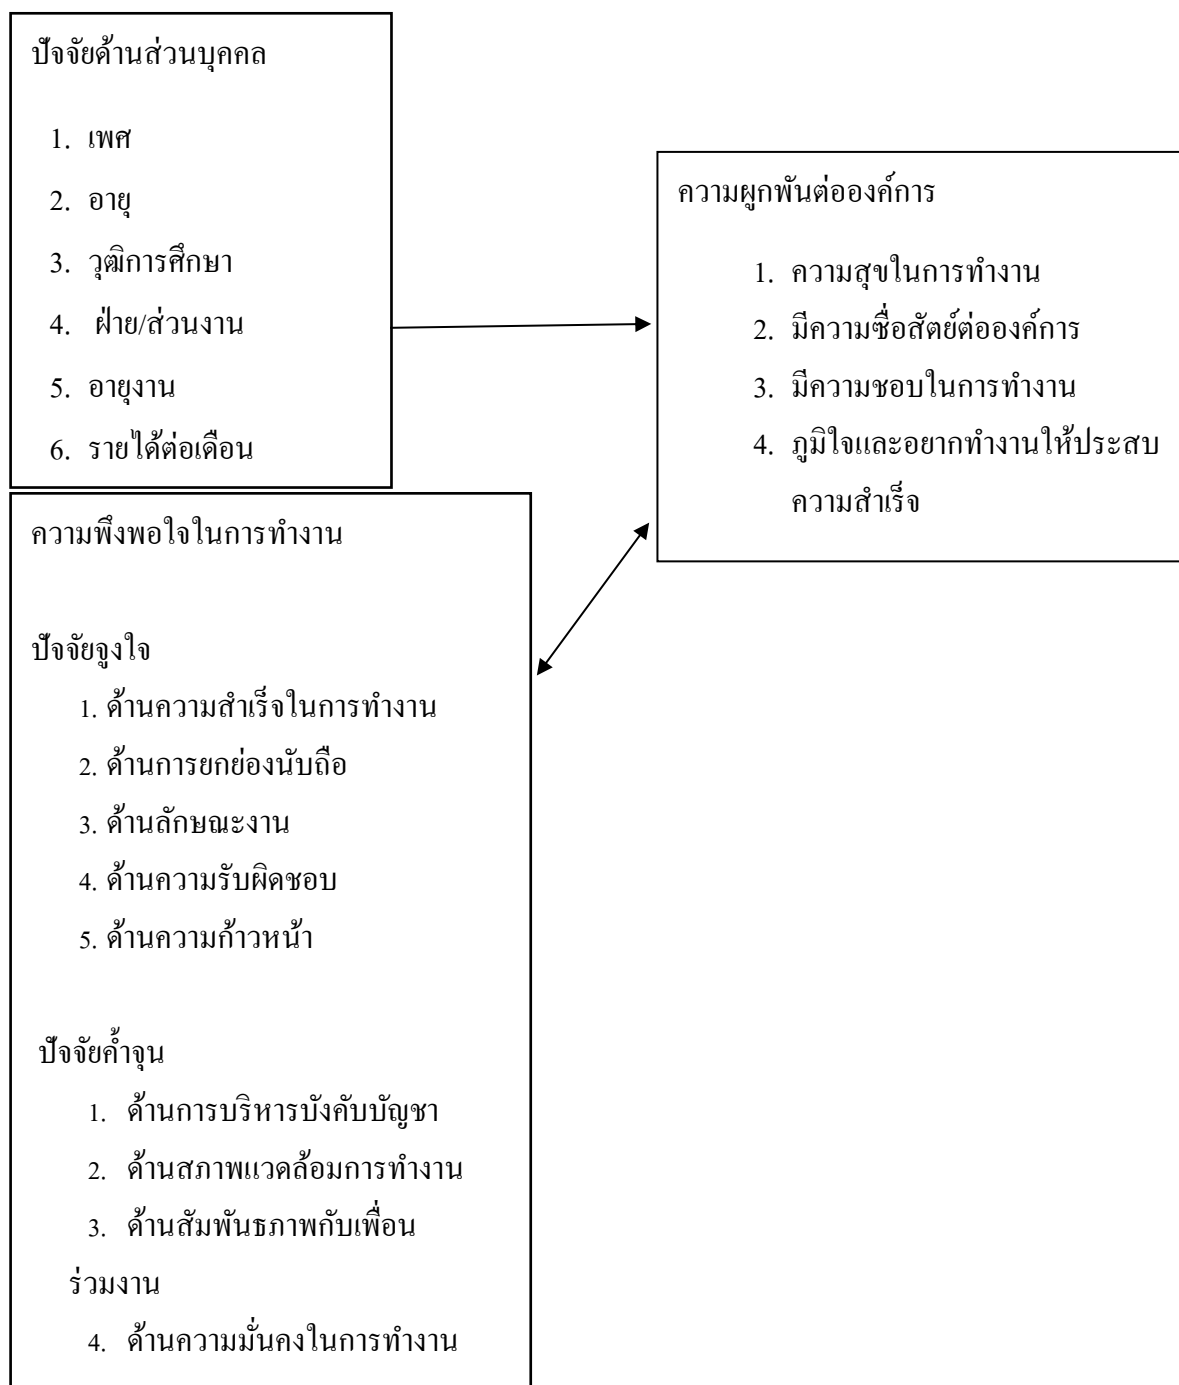 ปัจจัยด้านส่วนบุคคล
1. เพศ
2. อายุ
3. วุฒิการศึกษา
4. ฝ่าย/ส่วนงาน
5. อายุงาน
6. รายได้ต่อเดือน
ความผูกพันต่อองค์การ
1. ความสุขในการทำงาน
2. มีความซื่อสัตย์ต่อองค์การ
3. มีความชอบในการทำงาน
4. ภูมิใจและอยากทำงานให้ประสบ
ความสำเร็จ
ความพึงพอใจในการทำงาน
ปัจจัยจูงใจ
1. ด้านความสำเร็จในการทำงาน
2. ด้านการยกย่องนับถือ
3. ด้านลักษณะงาน
4. ด้านความรับผิดชอบ
5. ด้านความก้าวหน้า
ปัจจัยค้ำจุน
1. ด้านการบริหารบังคับบัญชา
2. ด้านสภาพแวดล้อมการทำงาน
3. ด้านสัมพันธภาพกับเพื่อน
ร่วมงาน
4. ด้านความมั่นคงในการทำงาน